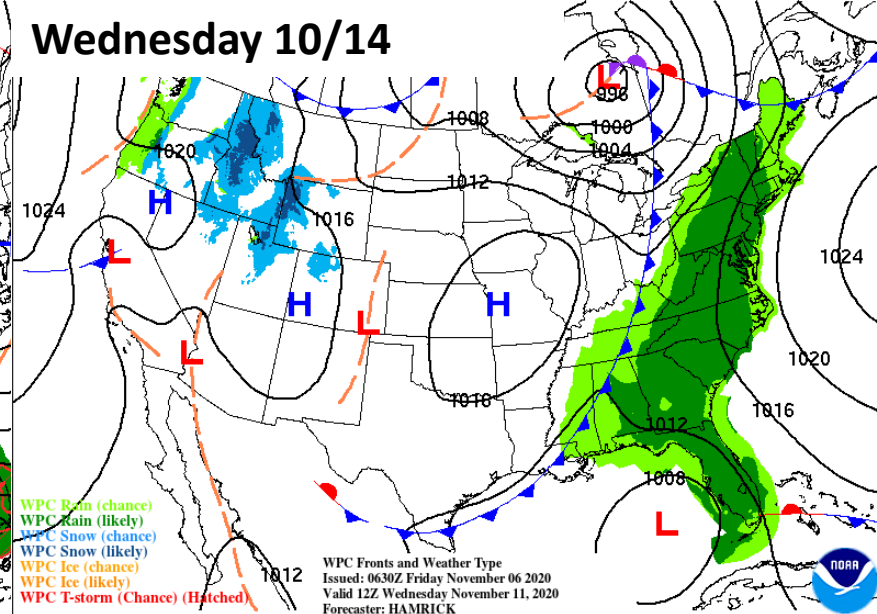 Wednesday 10/14
L
996
1008
1000
1004
1020
1012
H
1024
1016
L
1024
H
H
L
L
1020
1016
1016
1012
1008
L
WPC Rain (chance)
WPC Rain (likely)
WPC Snow (chance)
WPC Snow (likely)
WPC Ice (chance)
WPC Ice (likely)
WPC T-storm (Chance) (Hatched)
1012
WPC Fronts and Weather Type
Issued: 0630Z Friday November 06 2020
Valid 12Z Wednesday November 11, 2020
Forecaster: HAMRICK
NOAA